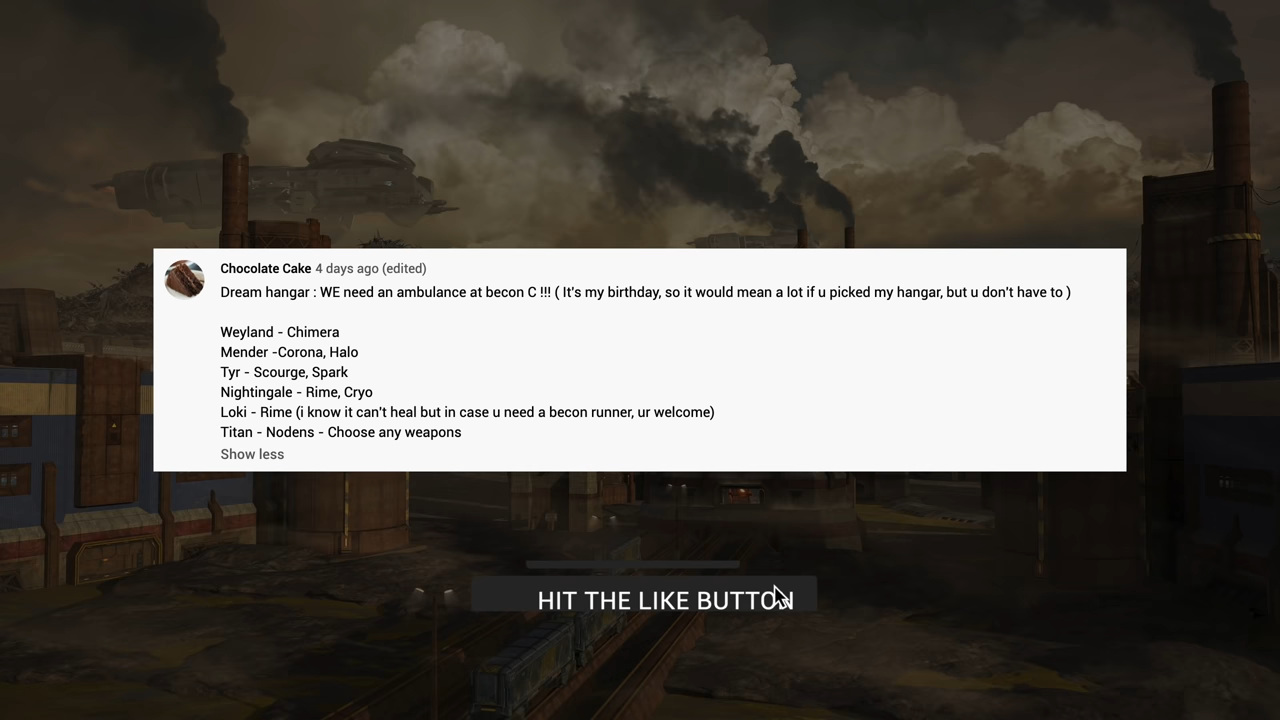 Chocolate Cake 4 days ago (edited)
Dream hangar : WE need an ambulance at becon C !!! ( It's my birthday, so it would mean a lot if u picked my hangar, but u don't have to )
Weyland - Chimera
Mender -Corona, Halo
Tyr - Scourge, Spark
Nightingale - Rime, Cryo
Loki - Rime (i know it can't heal but in case u need a becon runner, ur welcome)
Titan - Nodens - Choose any weapons
Show less
HIT THE LIKE BUTTON